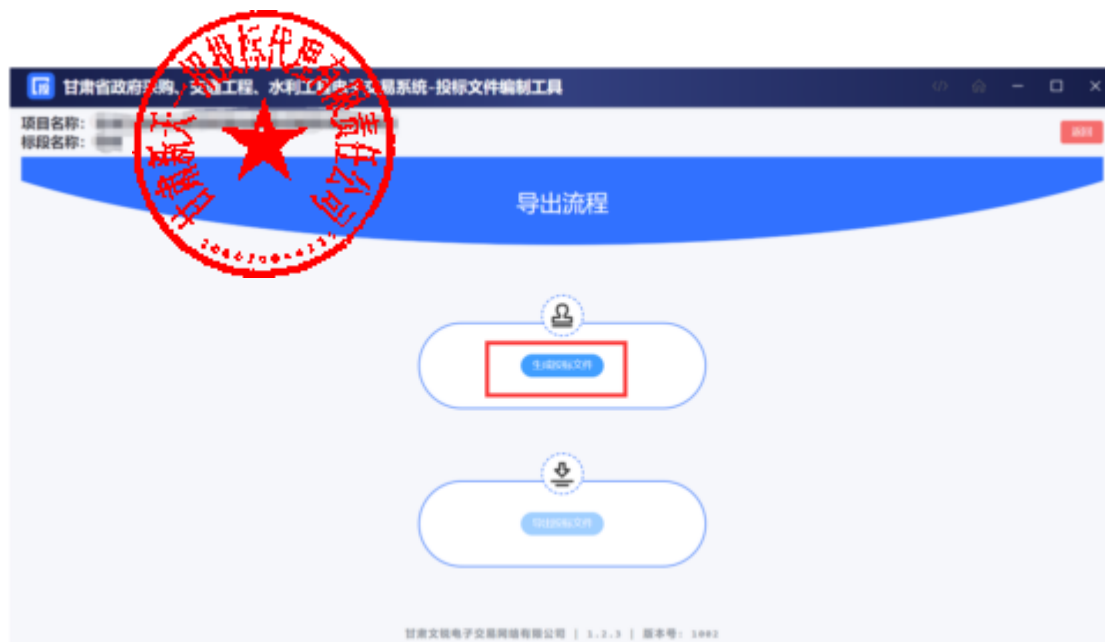 甘肃省政府采购、交通工程、水利工程电子交易系统-投标文件编制工具
项目名称：
标段名称：
返回
导出流程
生成投标文件
导出投标文件
甘肃文锐电子交易网络有限公司 | 1.2.3 | 版本号: 1002